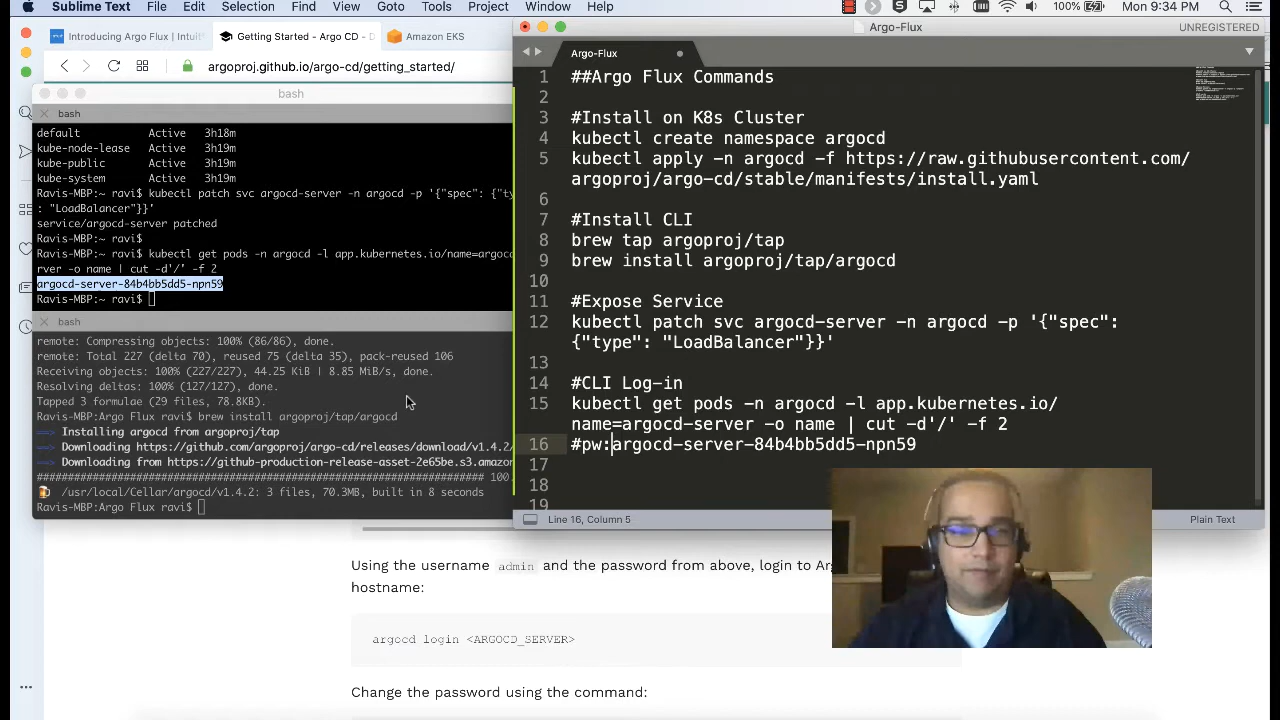 Sublime Text File Edit Selection Find View Goto Tools Project Window Help 100% Mon 9:34 PM
Introducing Argo Flux | Intuit Getting Started - Argo CD - D Amazon EKS
argoproj.github.io/argo-cd/getting_started/
bash
bash
default Active 3h18m
kube-node-lease Active 3h19m
kube-public Active 3h19m
kube-system Active 3h19m
Ravis-MBP:~ ravi$ kubectl patch svc argocd-server -n argocd -p '{"spec": {"type"
: "LoadBalancer"}}'
service/argocd-server patched
Ravis-MBP:~ ravi$
Ravis-MBP:~ ravi$ kubectl get pods -n argocd -l app.kubernetes.io/name=argocd
rver -o name | cut -d'/' -f 2
argocd-server-84b4bb5dd5-npn59
Ravis-MBP:~ ravi$
bash
remote: Compressing objects: 100% (86/86), done.
remote: Total 227 (delta 70), reused 75 (delta 35), pack-reused 106
Receiving objects: 100% (227/227), 44.25 KiB | 8.85 MiB/s, done.
Resolving deltas: 100% (127/127), done.
Tapped 3 formulae (29 files, 78.8KB).
Ravis-MBP:Argo Flux ravi$ brew install argoproj/tap/argocd
==> Installing argocd from argoproj/tap
==> Downloading https://github.com/argoproj/argo-cd/releases/download/v1.4.2/
==> Downloading from https://github-production-release-asset-2e65be.s3.amazon
######################################################################## 100.
/usr/local/Cellar/argocd/v1.4.2: 3 files, 70.3MB, built in 8 seconds
Ravis-MBP:Argo Flux ravi$
Argo-Flux UNREGISTERED
Argo-Flux
1 ##Argo Flux Commands
2
3 #Install on K8s Cluster
4 kubectl create namespace argocd
5 kubectl apply -n argocd -f https://raw.githubusercontent.com/
argoproj/argo-cd/stable/manifests/install.yaml
6
7 #Install CLI
8 brew tap argoproj/tap
9 brew install argoproj/tap/argocd
10
11 #Expose Service
12 kubectl patch svc argocd-server -n argocd -p '{"spec":
{"type": "LoadBalancer"}}'
13
14 #CLI Log-in
15 kubectl get pods -n argocd -l app.kubernetes.io/
name=argocd-server -o name | cut -d'/' -f 2
16 #pw:argocd-server-84b4bb5dd5-npn59
17
18
19
Line 16, Column 5 Plain Text
Using the username admin and the password from above, login to Ar
hostname:
argocd login <ARGOCD_SERVER>
Change the password using the command: